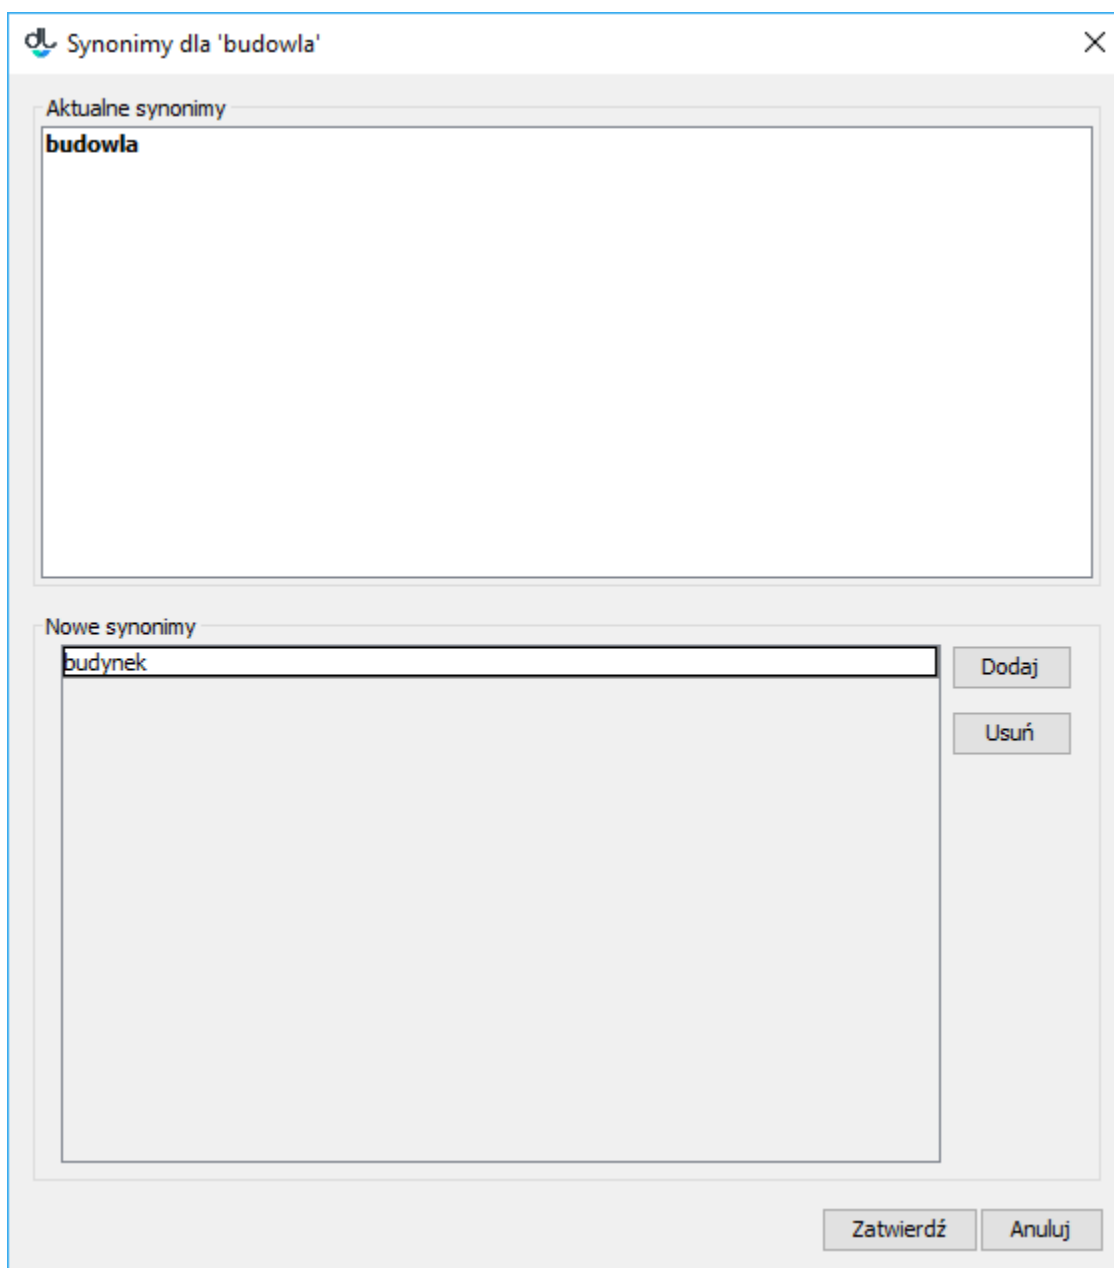 Synonimy dla 'budowla'
Aktualne synonimy
budowla
Nowe synonimy
budynek
Dodaj
Usuń
Zatwierdź Anuluj